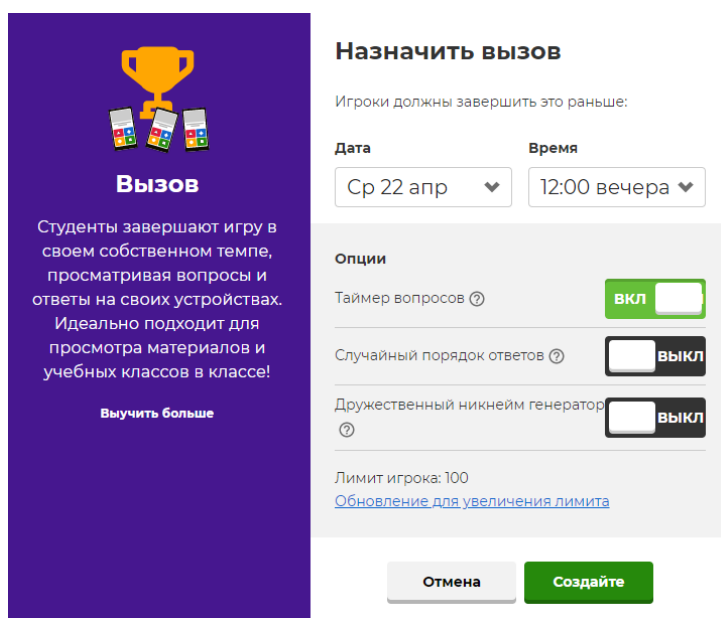 Вызов
Студенты завершают игру в
своем собственном темпе,
просматривая вопросы и
ответы на своих устройствах.
Идеально подходит для
просмотра материалов и
учебных классов в классе!
Выучить больше
Назначить вызов
Игроки должны завершить это раньше:
Дата
Время
Ср 22 апр
12:00 вечера
Опции
Таймер вопросов
ВКЛ
Случайный порядок ответов
ВЫКЛ
Дружественный никнейм генератор
ВЫКЛ
Лимит игрока: 100
Обновление для увеличения лимита
Отмена
Создайте